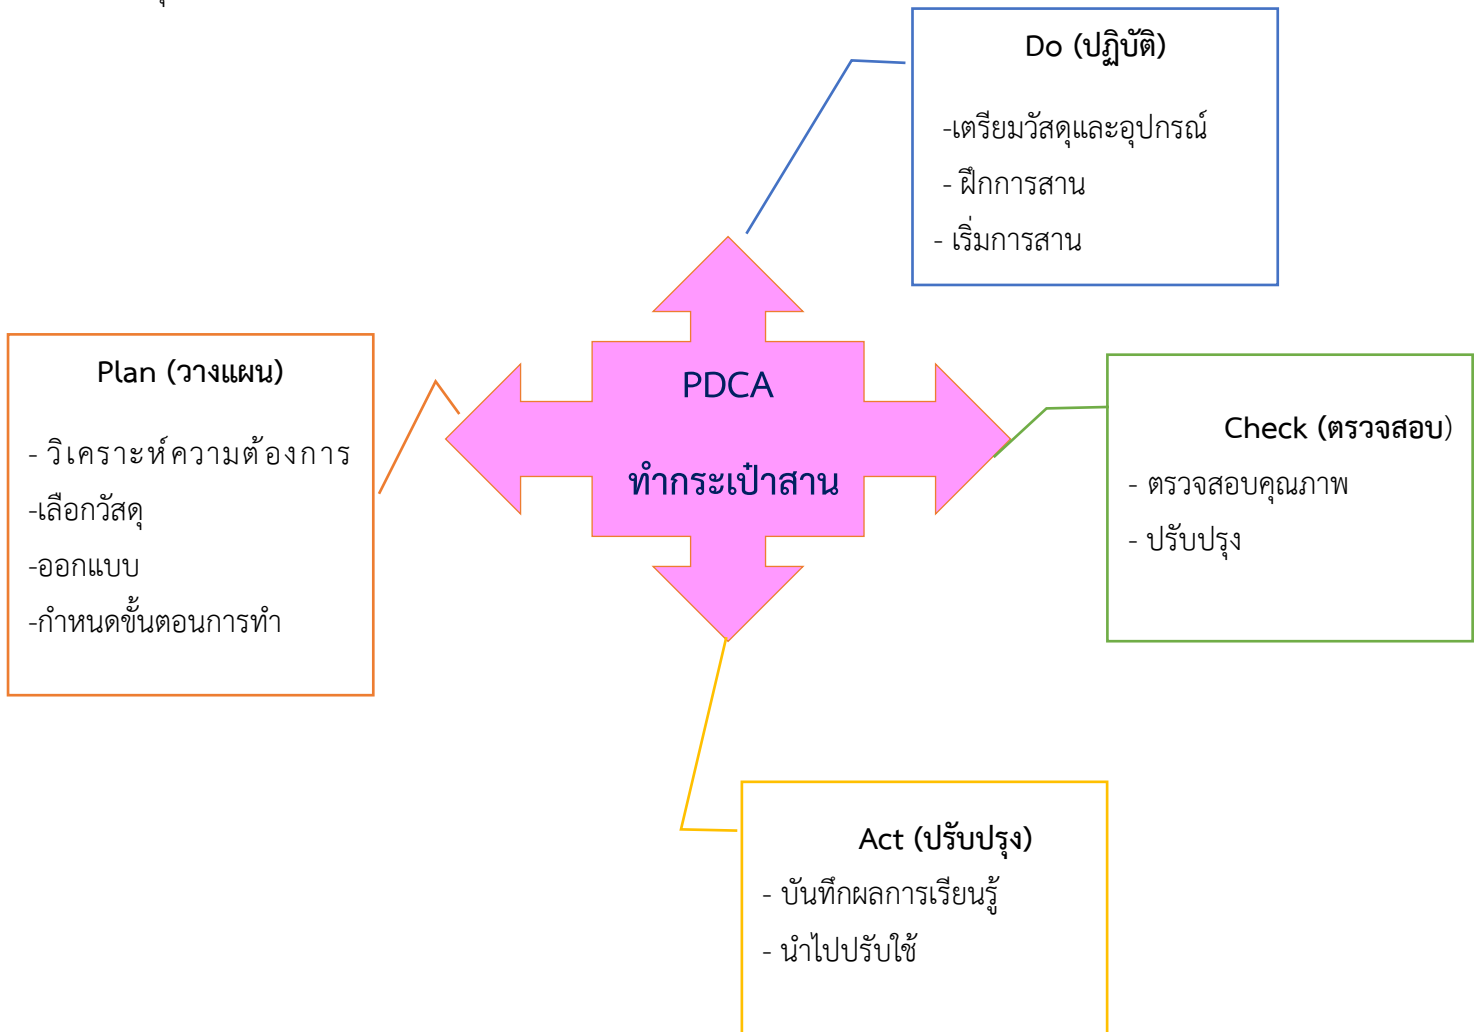 Do (ปฏิบัติ)
-เตรียมวัสดุและอุปกรณ์
- ฝึกการสาน
- เริ่มการสาน
Plan (วางแผน)
- วิเคราะห์ความต้องการ
-เลือกวัสดุ
-ออกแบบ
-กำหนดขั้นตอนการทำ
PDCA
ทำกระเป๋าสาน
Check (ตรวจสอบ)
- ตรวจสอบคุณภาพ
- ปรับปรุง
Act (ปรับปรุง)
- บันทึกผลการเรียนรู้
- นำไปปรับใช้